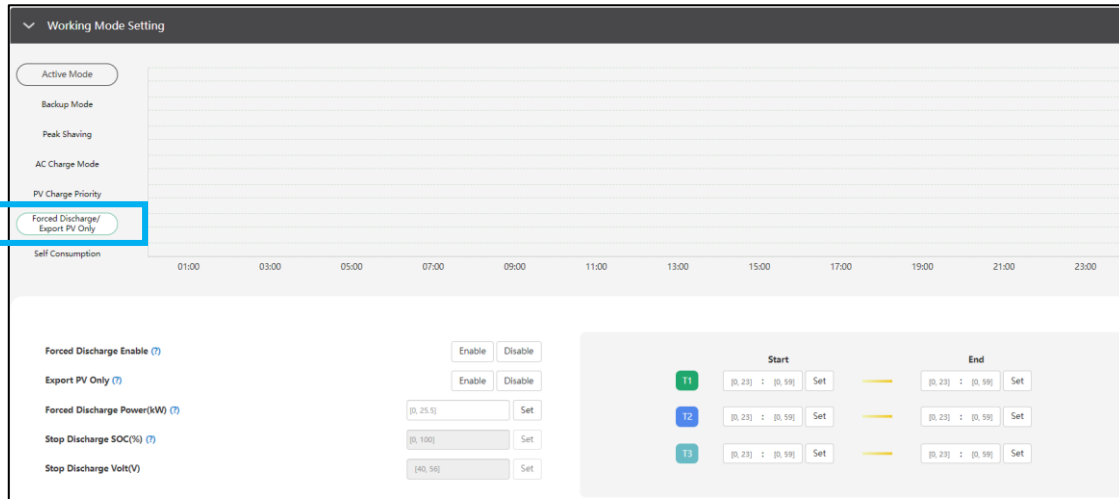 Working Mode Setting
Active Mode
Backup Mode
Peak Shaving
AC Charge Mode
PV Charge Priority
Forced Discharge/
Export PV Only
Self Consumption
01:00 03:00 05:00 07:00 09:00 11:00 13:00 15:00 17:00 19:00 21:00 23:00
Forced Discharge Enable (?) Enable Disable
Export PV Only (?) Enable Disable
Forced Discharge Power(kW) (?) [0, 25.5] Set
Stop Discharge SOC(%) (?) [0, 100] Set
Stop Discharge Volt(V) [40, 56] Set
Start End
T1 [0, 23] : [0, 59] Set [0, 23] : [0, 59] Set
T2 [0, 23] : [0, 59] Set [0, 23] : [0, 59] Set
T3 [0, 23] : [0, 59] Set [0, 23] : [0, 59] Set